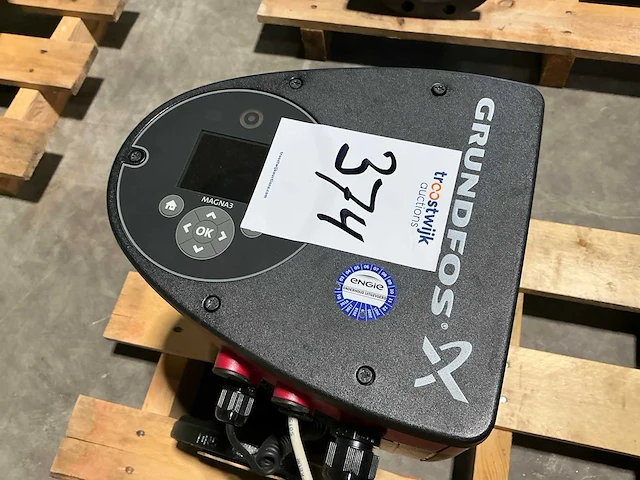 GRUNDFOS®
MAGNA3
OK
troostwijk
auctions
374
ENGIE